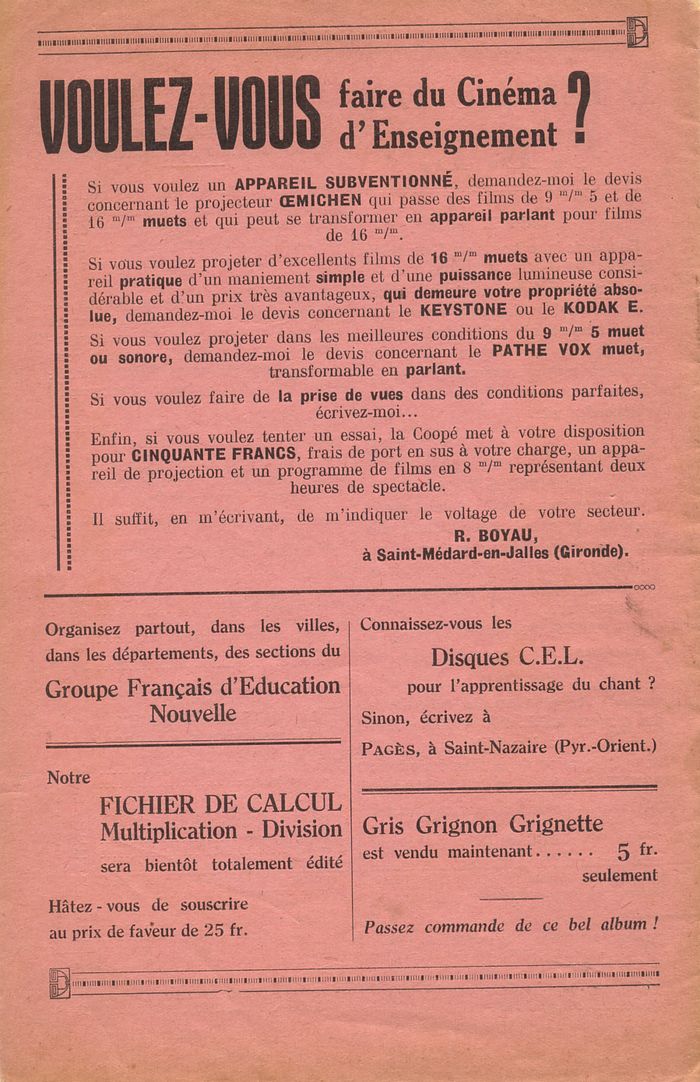 VOULEZ-VOUS faire du Cinéma d'Enseignement ?
Si vous voulez un APPAREIL SUBVENTIONNÉ, demandez-moi le devis
concernant le projecteur ŒMICHEN qui passe des films de 9 m/m 5 et de
16 m/m muets et qui peut se transformer en appareil parlant pour films
de 16 m/m.
Si vous voulez projeter d'excellents films de 16 m/m muets avec un appa-
reil pratique d'un maniement simple et d'une puissance lumineuse consi-
dérable et d'un prix très avantageux, qui demeure votre propriété abso-
lue, demandez-moi le devis concernant le KEYSTONE ou le KODAK E.
Si vous voulez projeter dans les meilleures conditions du 9 m/m 5 muet
ou sonore, demandez-moi le devis concernant le PATHE VOX muet,
transformable en parlant.
Si vous voulez faire de la prise de vues dans des conditions parfaites,
écrivez-moi...
Enfin, si vous voulez tenter un essai, la Coopé met à votre disposition
pour CINQUANTE FRANCS, frais de port en sus à votre charge, un appa-
reil de projection et un programme de films en 8 m/m représentant deux
heures de spectacle.
Il suffit, en m'écrivant, de m'indiquer le voltage de votre secteur.
R. BOYAU,
à Saint-Médard-en-Jalles (Gironde).
Organisez partout, dans les villes,
dans les départements, des sections du
Groupe Français d'Education
Nouvelle
Notre
FICHIER DE CALCUL
Multiplication - Division
sera bientôt totalement édité
Hâtez-vous de souscrire
au prix de faveur de 25 fr.
Connaissez-vous les
Disques C.E.L.
pour l'apprentissage du chant ?
Sinon, écrivez à
PAGÈS, à Saint-Nazaire (Pyr.-Orient.)
Gris Grignon Grignette
est vendu maintenant...... 5 fr.
seulement
Passez commande de ce bel album !